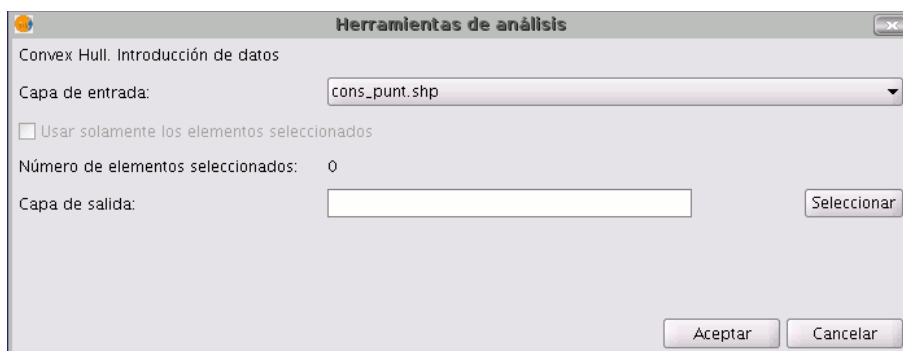 Herramientas de análisis
Convex Hull. Introducción de datos
Capa de entrada: cons_punt.shp
Usar solamente los elementos seleccionados
Número de elementos seleccionados: 0
Capa de salida: Seleccionar
Aceptar Cancelar